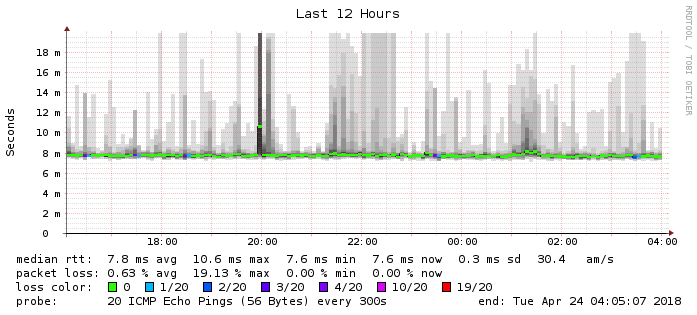 Last 12 Hours
RRDTOOL / TOBI OETIKER
Seconds
18 m
16 m
14 m
12 m
10 m
8 m
6 m
4 m
2 m
0
18:00 20:00 22:00 00:00 02:00 04:00
median rtt: 7.8 ms avg 10.6 ms max 7.6 ms min 7.6 ms now 0.3 ms sd 30.4 am/s
packet loss: 0.63 % avg 19.13 % max 0.00 % min 0.00 % now
loss color: 0 1/20 2/20 3/20 4/20 10/20 19/20
probe: 20 ICMP Echo Pings (56 Bytes) every 300s end: Tue Apr 24 04:05:07 2018